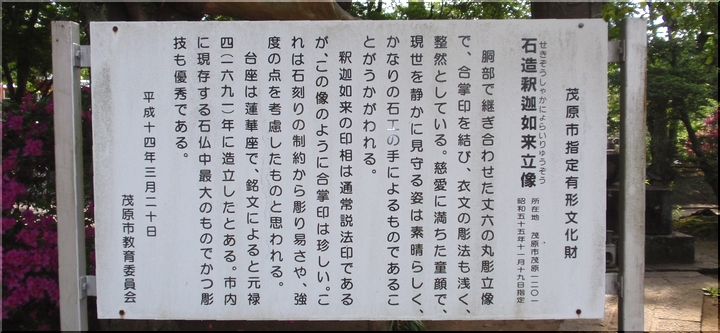 茂原市指定有形文化財
せきぞうしゃかにょらいりゅうぞう
石造釈迦如来立像
所在地 茂原市茂原一二〇一
昭和五十五年十一月十九日指定
胴部で継ぎ合わせた丈六の丸彫立像
で、合掌印を結び、衣文の彫法も浅く、
整然としている。慈愛に満ちた童顔で、
現世を静かに見守る姿は素晴らしく、
かなりの石工の手によるものであるこ
とがうかがわれる。
釈迦如来の印相は通常説法印である
が、この像のように合掌印は珍しい。こ
れは石刻りの制約から彫り易さや、強
度の点を考慮したものと思われる。
台座は蓮華座で、銘文によると元禄
四(一六九一)年に造立したとある。市内
に現存する石仏中最大のものでかつ彫
技も優秀である。
平成十四年三月二十日
茂原市教育委員会